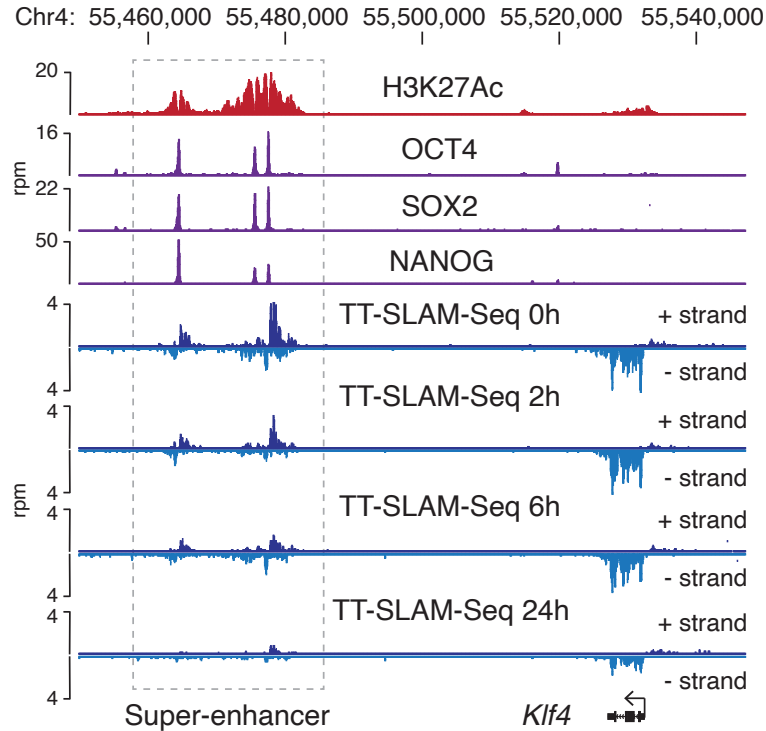 Chr4: 55,460,000 55,480,000 55,500,000 55,520,000 55,540,000
20
H3K27Ac
16
OCT4
rpm
22
SOX2
50
NANOG
4
TT-SLAM-Seq 0h
+ strand
- strand
4
TT-SLAM-Seq 2h
4
+ strand
- strand
4
rpm
TT-SLAM-Seq 6h
4
+ strand
- strand
4
TT-SLAM-Seq 24h
4
+ strand
- strand
4
Super-enhancer
Klf4